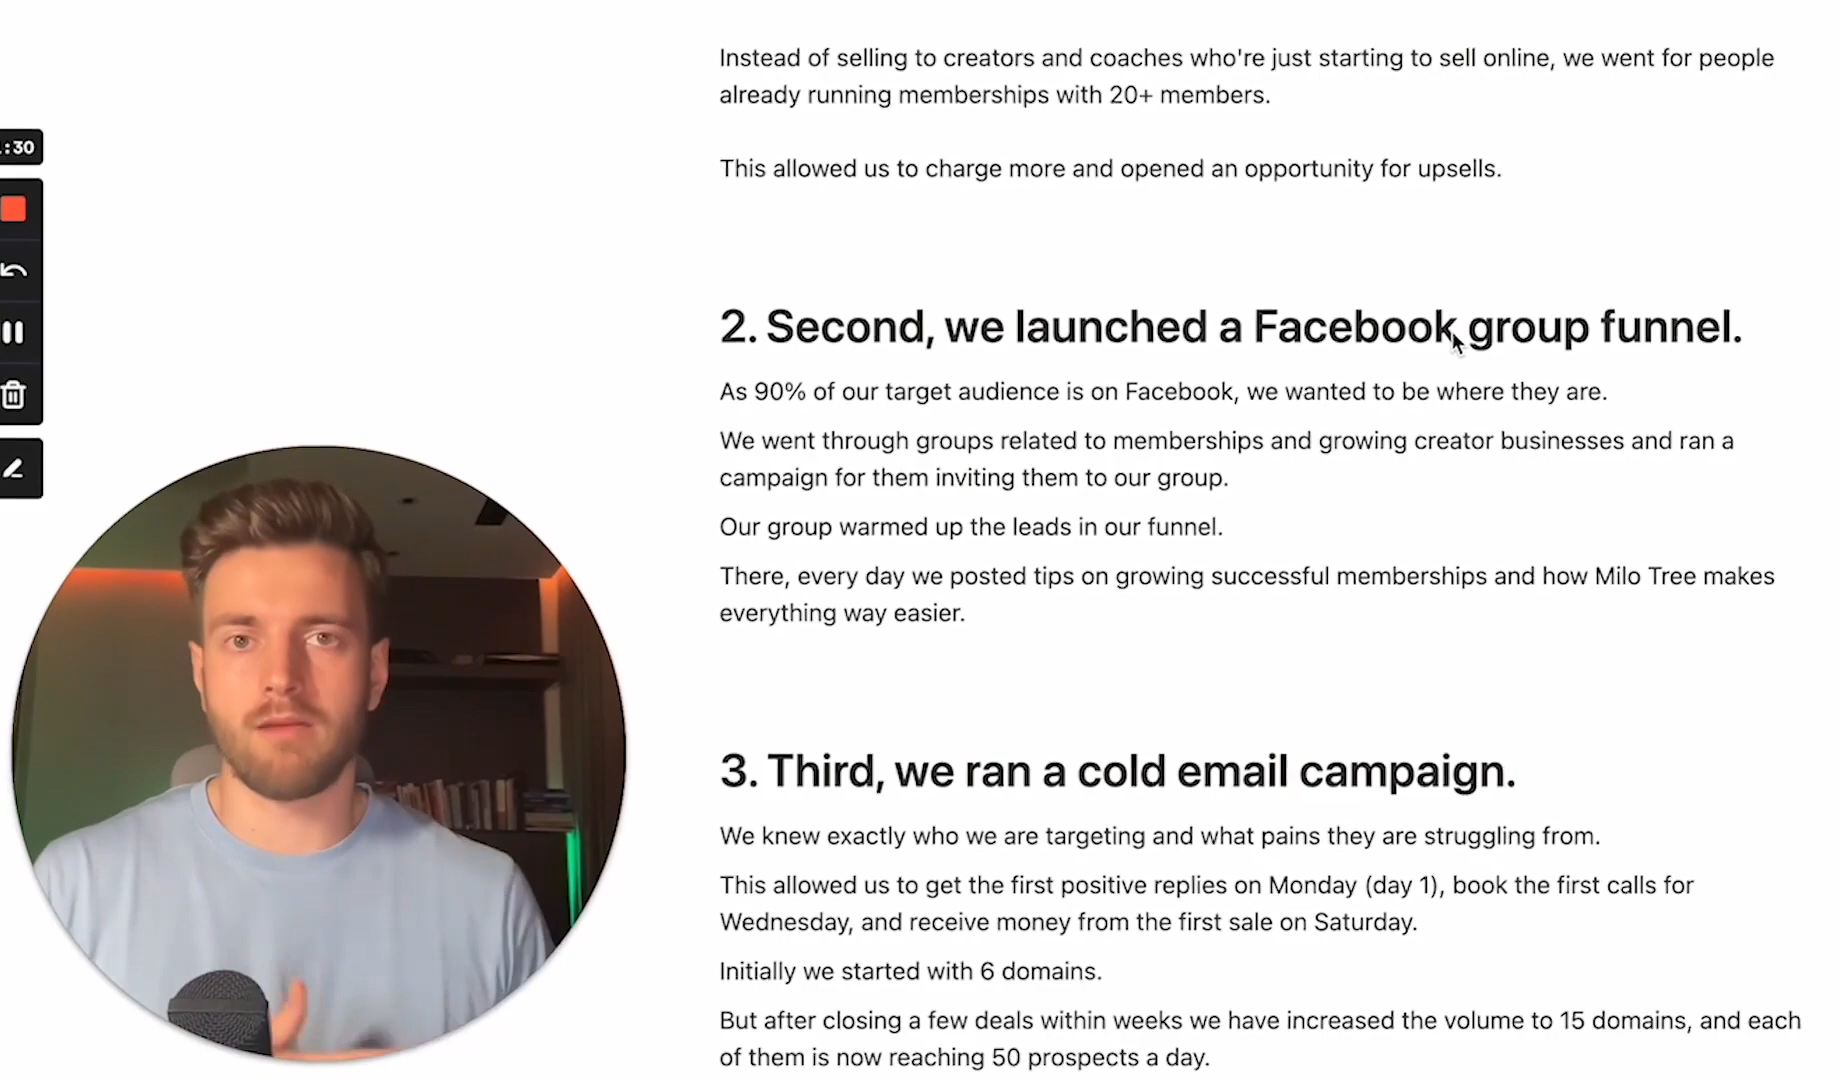 Instead of selling to creators and coaches who're just starting to sell online, we went for people
already running memberships with 20+ members.
This allowed us to charge more and opened an opportunity for upsells.
:30
2. Second, we launched a Facebook group funnel.
As 90% of our target audience is on Facebook, we wanted to be where they are.
We went through groups related to memberships and growing creator businesses and ran a
campaign for them inviting them to our group.
Our group warmed up the leads in our funnel.
There, every day we posted tips on growing successful memberships and how Milo Tree makes
everything way easier.
3. Third, we ran a cold email campaign.
We knew exactly who we are targeting and what pains they are struggling from.
This allowed us to get the first positive replies on Monday (day 1), book the first calls for
Wednesday, and receive money from the first sale on Saturday.
Initially we started with 6 domains.
But after closing a few deals within weeks we have increased the volume to 15 domains, and each
of them is now reaching 50 prospects a day.